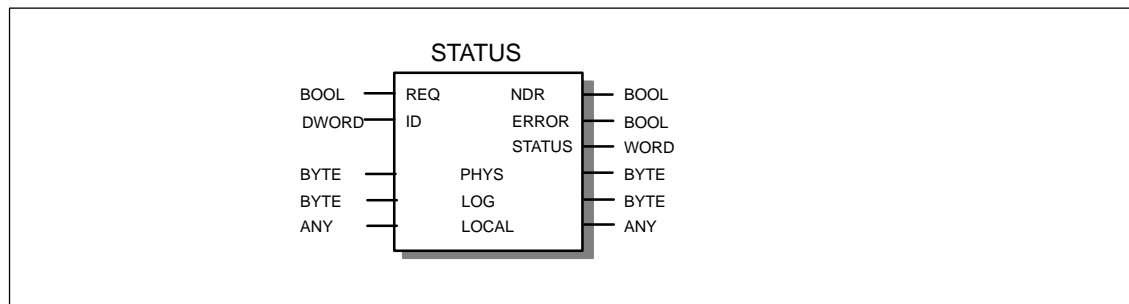 STATUS
BOOL REQ NDR BOOL
DWORD ID ERROR BOOL
STATUS WORD
BYTE PHYS BYTE
BYTE LOG BYTE
ANY LOCAL ANY